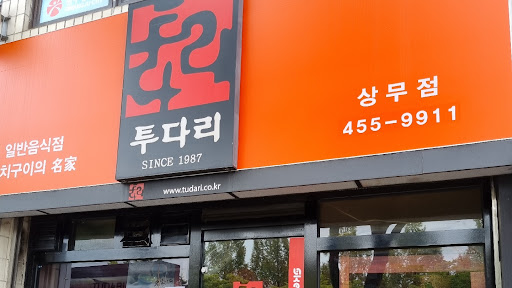 투다리
SINCE 1987
www.tudari.co.kr
일반음식점
치구이의 名家
상무점
455-9911